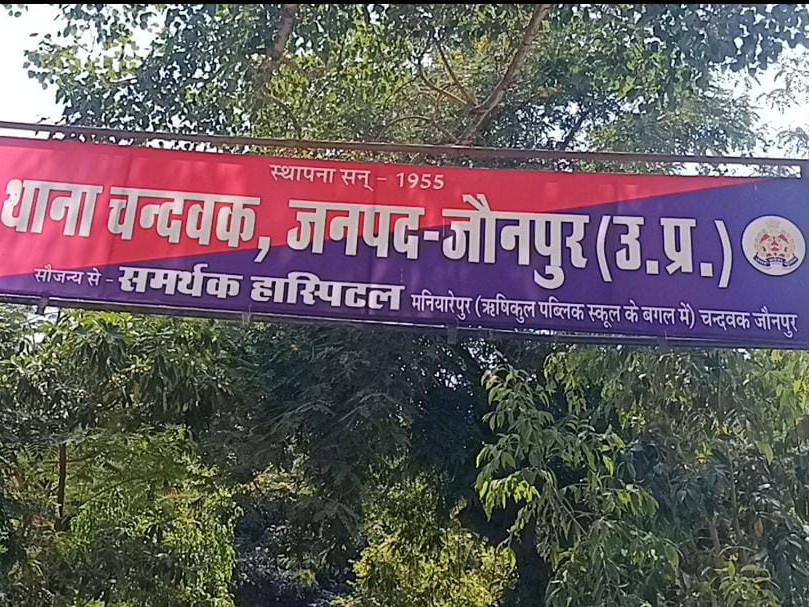 स्थापना सन् - 1955
थाना चन्दवक, जनपद-जौनपुर (उ.प्र.)
सौजन्य से - समर्थक हास्पिटल मनियारेपुर (ऋषिकुल पब्लिक स्कूल के बगल में) चन्दवक जौनपुर